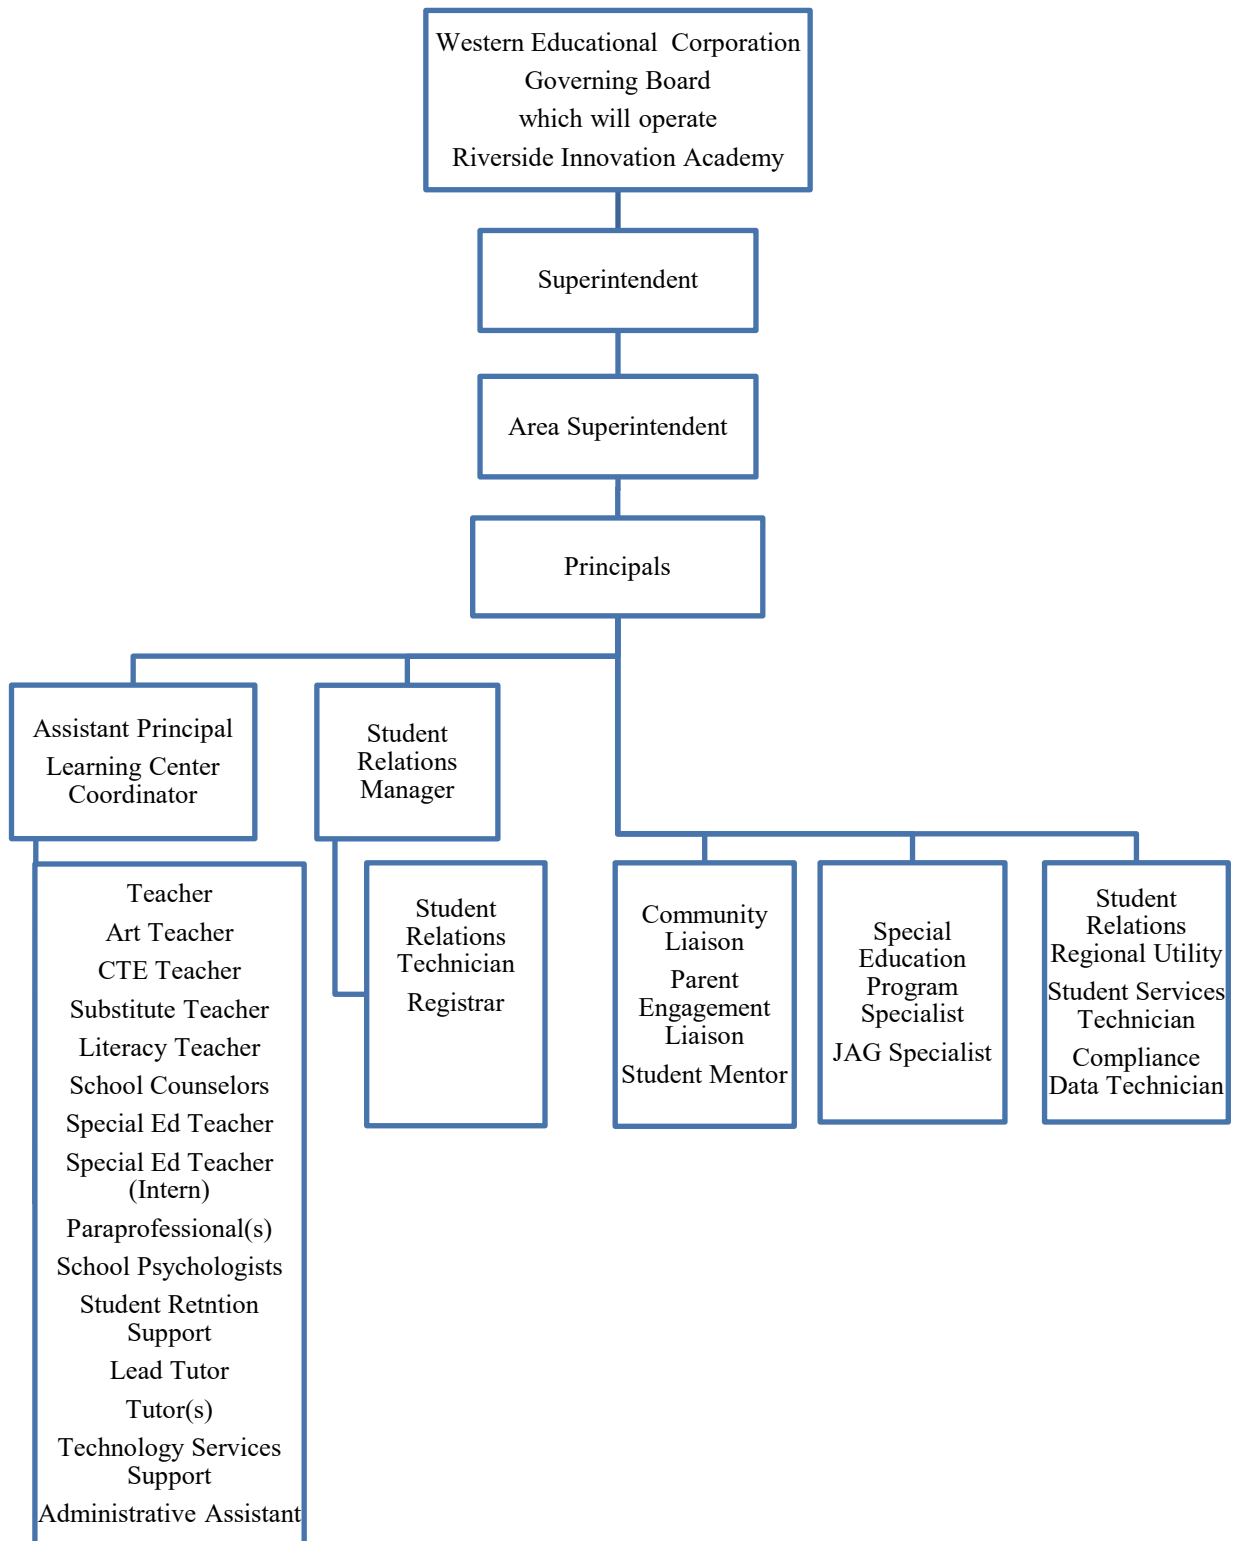 Western Educational  Corporation
Governing Board
which will operate
Riverside Innovation Academy
Superintendent
Area Superintendent
Principals
Assistant Principal
Learning Center
Coordinator
Student
Relations
Manager
Teacher
Art Teacher
CTE Teacher
Substitute Teacher
Literacy Teacher
School Counselors
Special Ed Teacher
Special Ed Teacher
(Intern)
Paraprofessional(s)
School Psychologists
Student Retntion
Support
Lead Tutor
Tutor(s)
Technology Services
Support
Administrative Assistant
Student
Relations
Technician
Registrar
Community
Liaison
Parent
Engagement
Liaison
Student Mentor
Special
Education
Program
Specialist
JAG Specialist
Student
Relations
Regional Utility
Student Services
Technician
Compliance
Data Technician